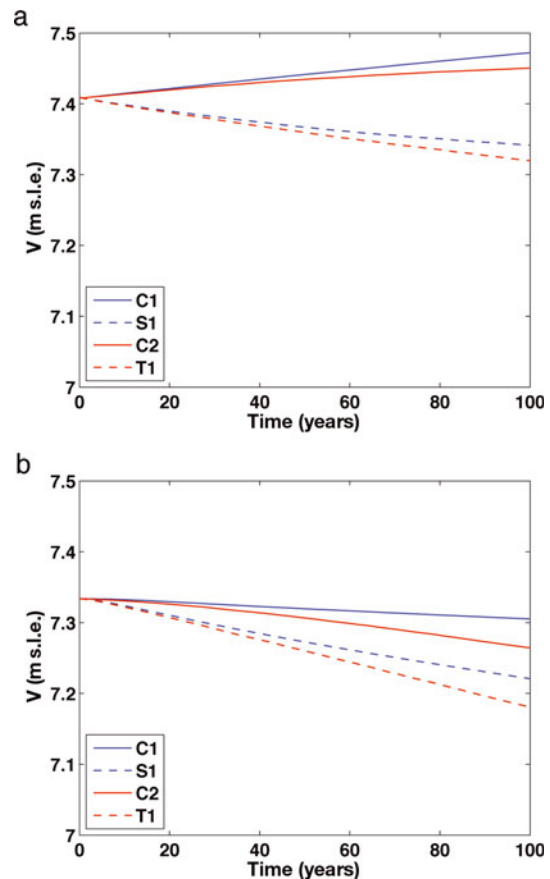 a
7.5
7.4
7.3
7.2
7.1
7
V (m s.l.e.)
C1
S1
C2
T1
0 20 40 60 80 100
Time (years)
b
7.5
7.4
7.3
7.2
7.1
7
V (m s.l.e.)
C1
S1
C2
T1
0 20 40 60 80 100
Time (years)